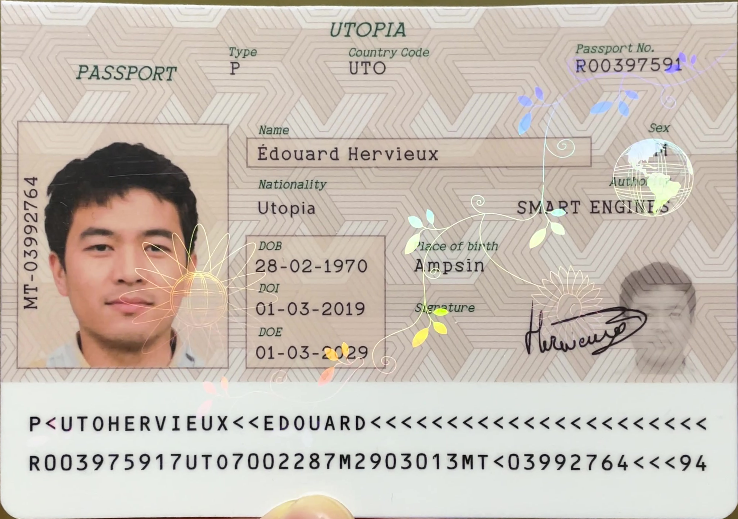 UTOPIA
PASSPORT
Type
P
Country Code
UTO
Passport No.
R00397591
Name
Édouard Hervieux
Sex
M
Nationality
Utopia
Authority
SMART ENGINES
DOB
28-02-1970
Place of birth
Ampsin
DOI
01-03-2019
Signature
DOE
01-03-2029
MT-03992764
P<UTOHERVIEUX<<EDOUARD<<<<<<<<<<<<<<<<<<<<<<
R003975917UTO7002287M2903013MT<03992764<<<94